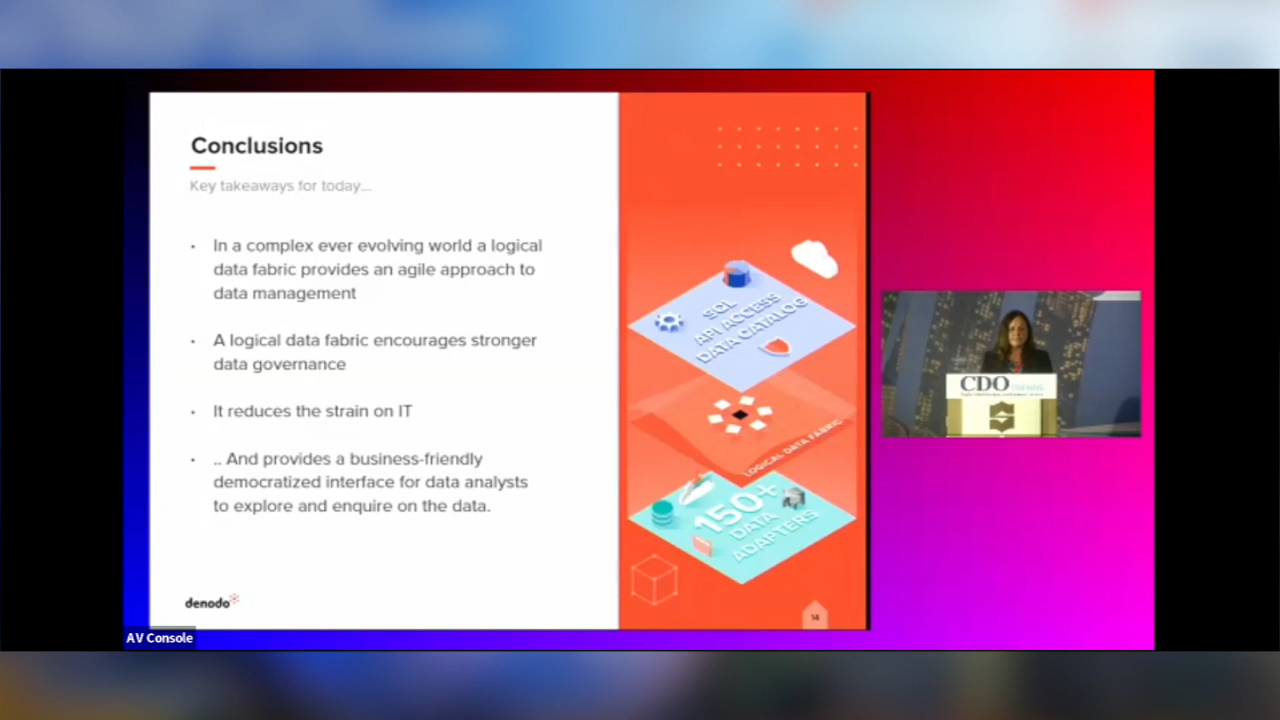 Conclusions
Key takeaways for today...
• In a complex ever evolving world a logical
data fabric provides an agile approach to
data management
• A logical data fabric encourages stronger
data governance
• It reduces the strain on IT
• .. And provides a business-friendly
democratized interface for data analysts
to explore and enquire on the data.
denodo
SQL
API ACCESS
DATA CATALOG
LOGICAL DATA FABRIC
150+
DATA
ADAPTERS
14
CDO
TRENDS
AV Console